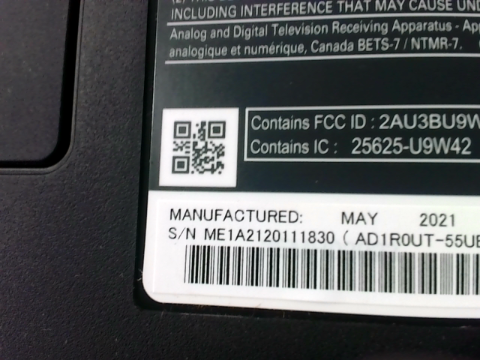 INCLUDING INTERFERENCE THAT MAY CAUSE UND
Analog and Digital Television Receiving Apparatus - Ap
analogique et numérique, Canada BETS-7 / NTMR-7.
Contains FCC ID : 2AU3BU9W
Contains IC : 25625-U9W42
MANUFACTURED: MAY 2021
S/N ME1A2120111830 ( AD1R0UT-55UE